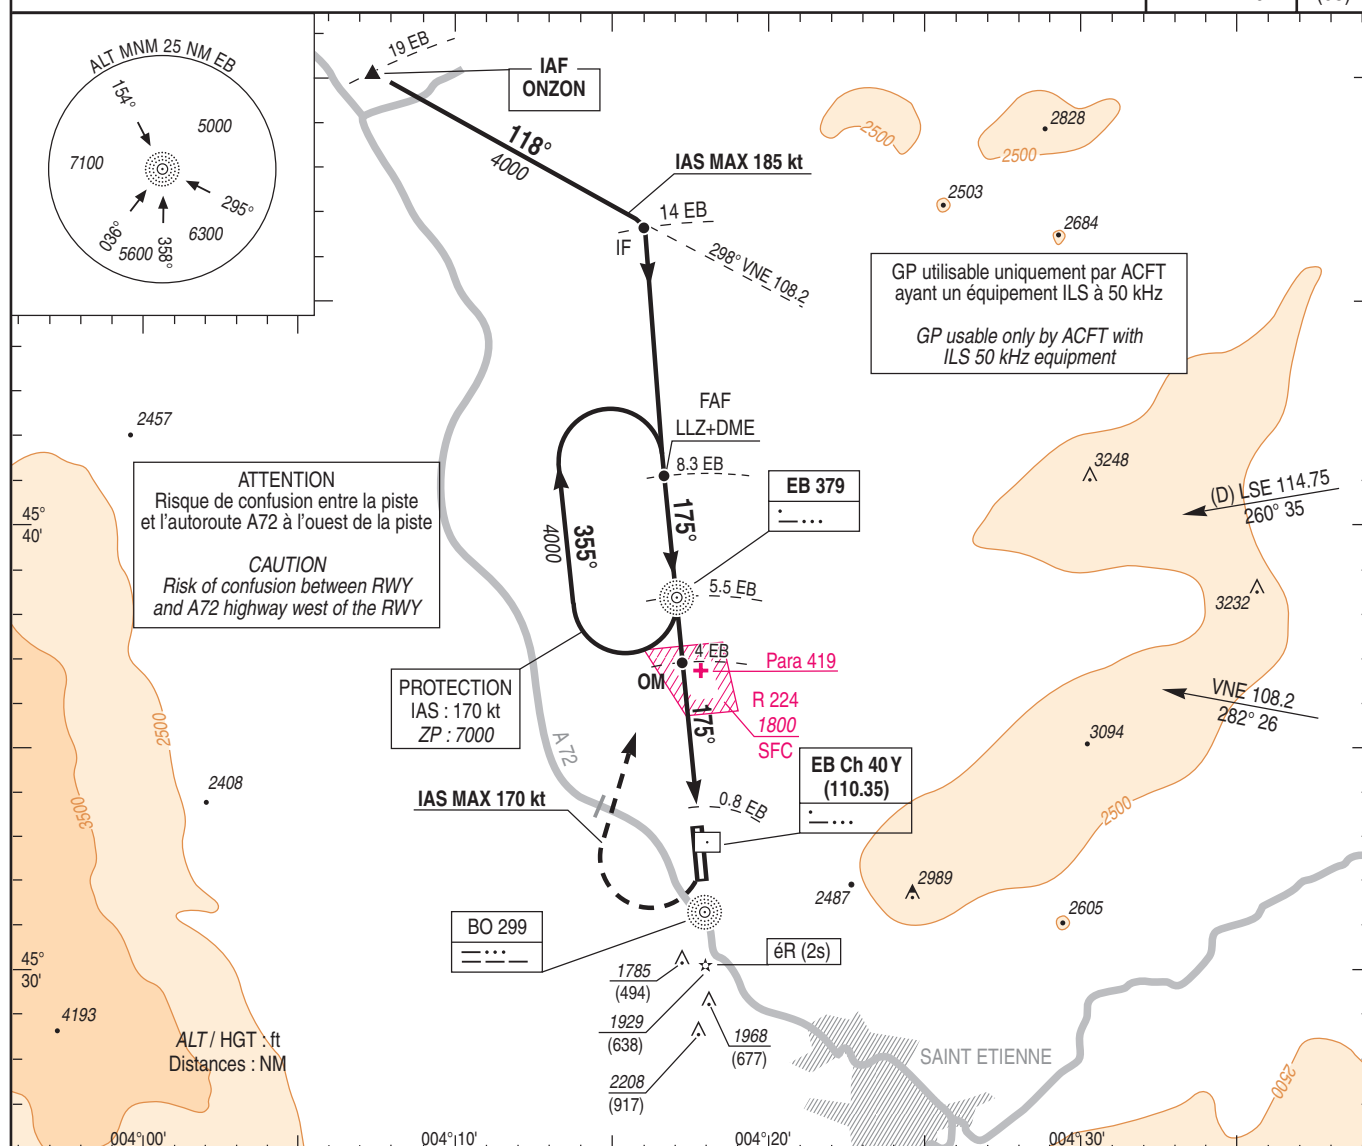 ALT MNM 25 NM EB
154°
5000
7100
295°
6300
036°
5600
358°
19 EB
IAF
ONZON
118°
4000
IAS MAX 185 kt
14 EB
IF
298° VNE 108.2
2500
2828
2500
2503
2684
GP utilisable uniquement par ACFT
ayant un équipement ILS à 50 kHz
GP usable only by ACFT with
ILS 50 kHz equipment
2457
FAF
LLZ+DME
8.3 EB
3248
(D) LSE 114.75
260° 35
ATTENTION
Risque de confusion entre la piste
et l'autoroute A72 à l'ouest de la piste
CAUTION
Risk of confusion between RWY
and A72 highway west of the RWY
45°
40'
EB 379
175°
355°
4000
5.5 EB
3232
4 EB
Para 419
OM
PROTECTION
IAS : 170 kt
ZP : 7000
R 224
1800
SFC
175°
VNE 108.2
282° 26
3094
2500
3500
A 72
2408
IAS MAX 170 kt
EB Ch 40 Y
(110.35)
0.8 EB
2500
2487
2989
2605
BO 299
éR (2s)
45°
30'
1785
(494)
1929
(638)
1968
(677)
2208
(917)
4193
ALT / HGT : ft
Distances : NM
SAINT ETIENNE
2500
004°00'
004°10'
004°20'
004°30'